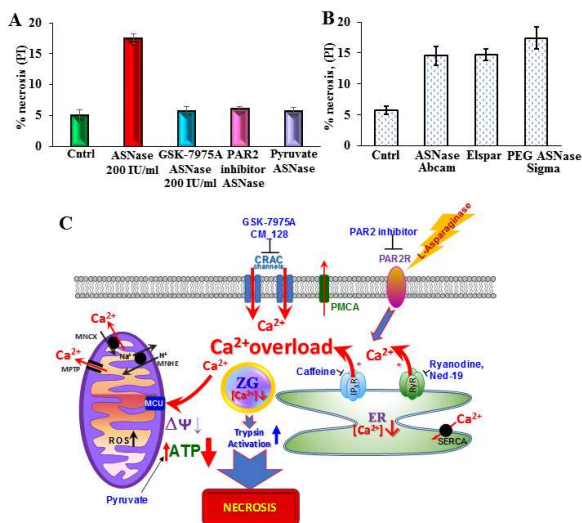 A
% necrosis (PI)
20
15
10
5
0
Cntrl
ASNase
200 IU/ml
GSK-7975A
ASNase
200 IU/ml
PAR2
inhibitor
ASNase
Pyruvate
ASNase
B
% necrosis, (PI)
20
15
10
5
0
Cntrl
ASNase
Abcam
Elspar
PEG ASNase
Sigma
C
GSK-7975A
CM_128
CRAC
channels
PAR2 inhibitor
PAR2R
L-Asparaginase
PMCA
Ca2+
Ca2+
MNCX
Na+
H+
MNHE
Ca2+
MPTP
Ca2+overload
Ca2+
Ca2+
Caffeine
IP3R
+
RyR
+
Ryanodine,
Ned-19
MCU
ZG
[Ca2+]↓
ΔΨ↓
ROS↑
↑ATP
Trypsin
Activation
ER
[Ca2+]↓
Ca2+
SERCA
Pyruvate
NECROSIS